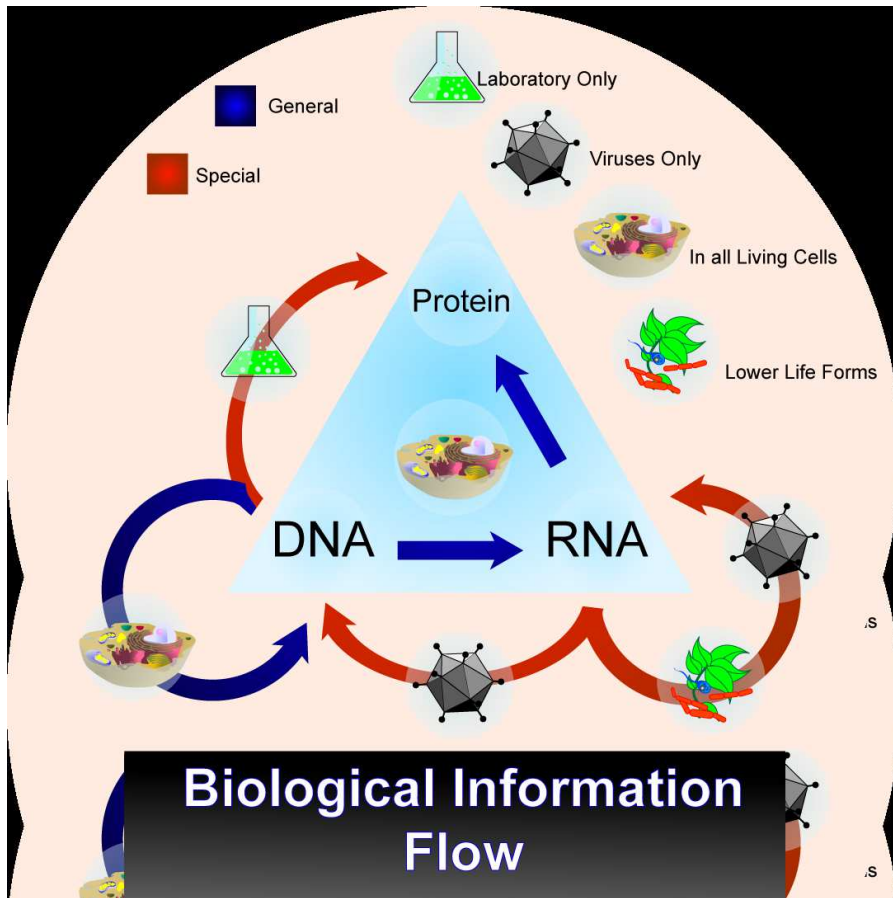 Laboratory Only
General
Viruses Only
Special
In all Living Cells
Protein
Lower Life Forms
DNA
RNA
s
Biological Information
Flow
s